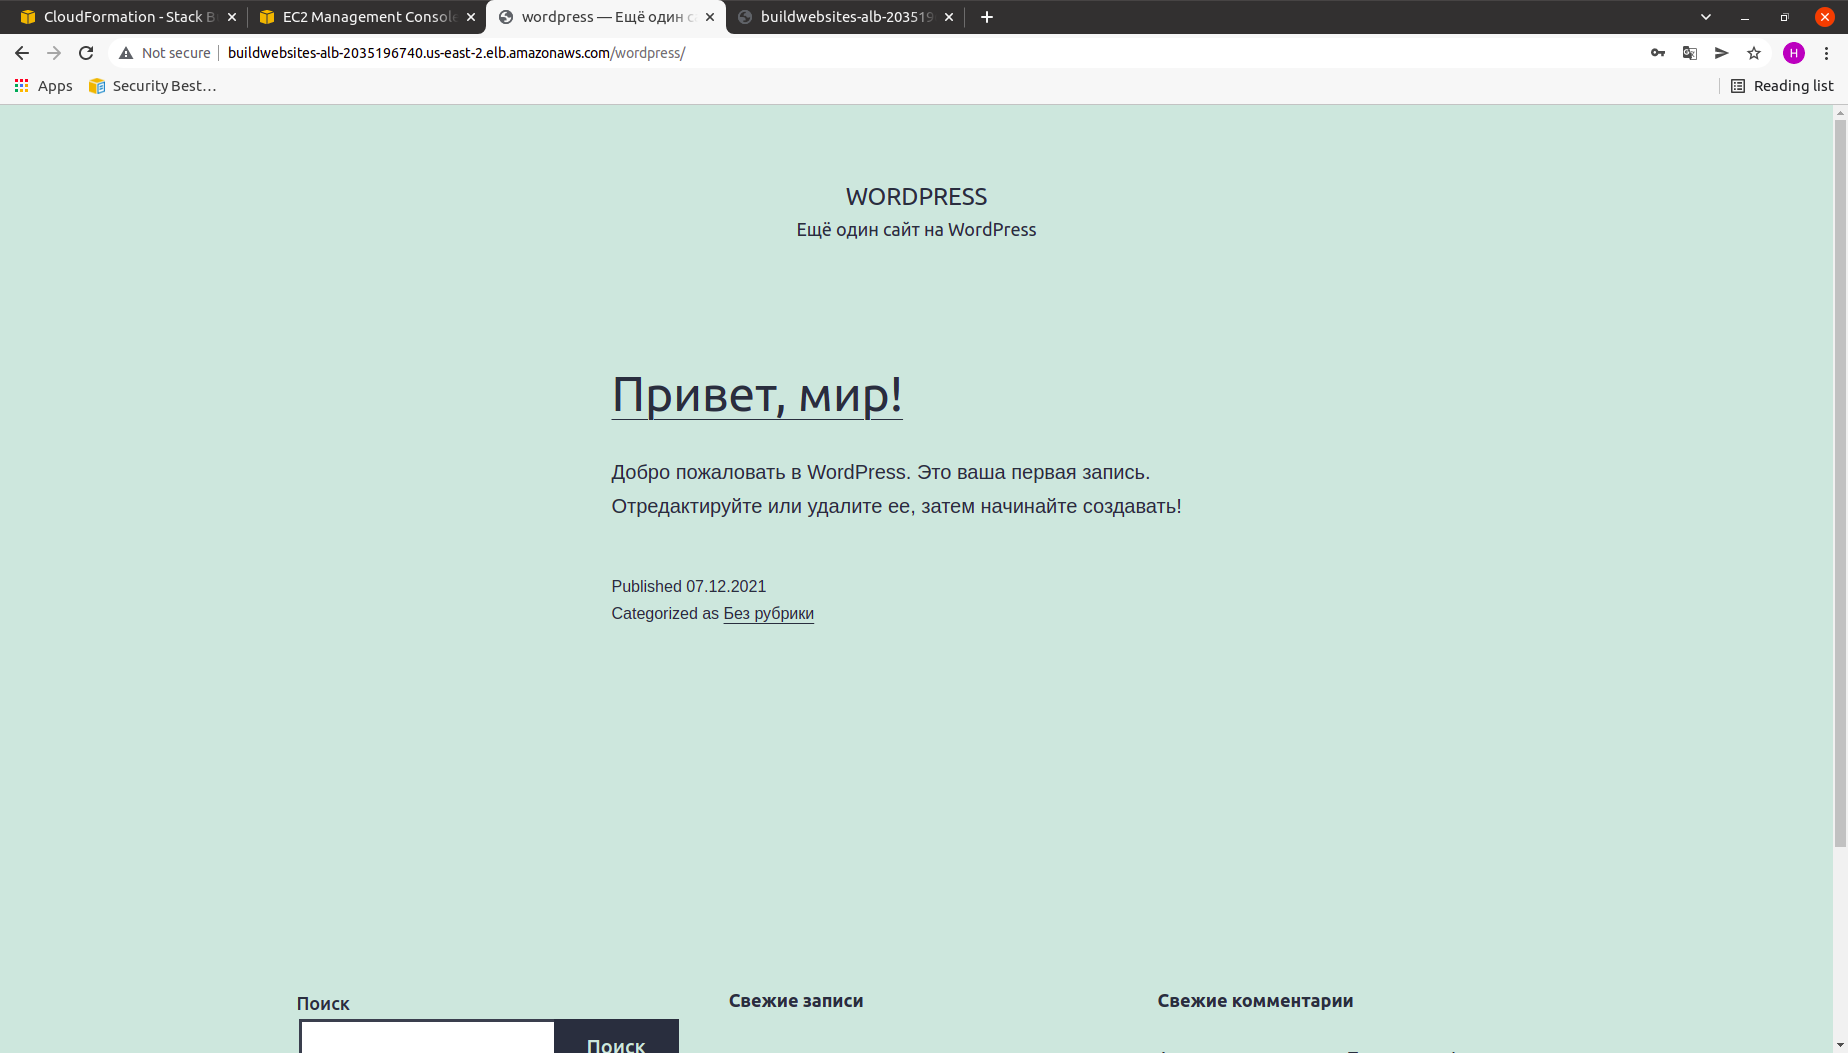 CloudFormation - Stack B
EC2 Management Console
wordpress — Ещё один с
buildwebsites-alb-203519
Not secure
buildwebsites-alb-2035196740.us-east-2.elb.amazonaws.com/wordpress/
H
Apps
Security Best…
Reading list
WORDPRESS
Ещё один сайт на WordPress
Привет, мир!
Добро пожаловать в WordPress. Это ваша первая запись.
Отредактируйте или удалите ее, затем начинайте создавать!
Published 07.12.2021
Categorized as Без рубрики
Поиск
Свежие записи
Свежие комментарии
Поиск